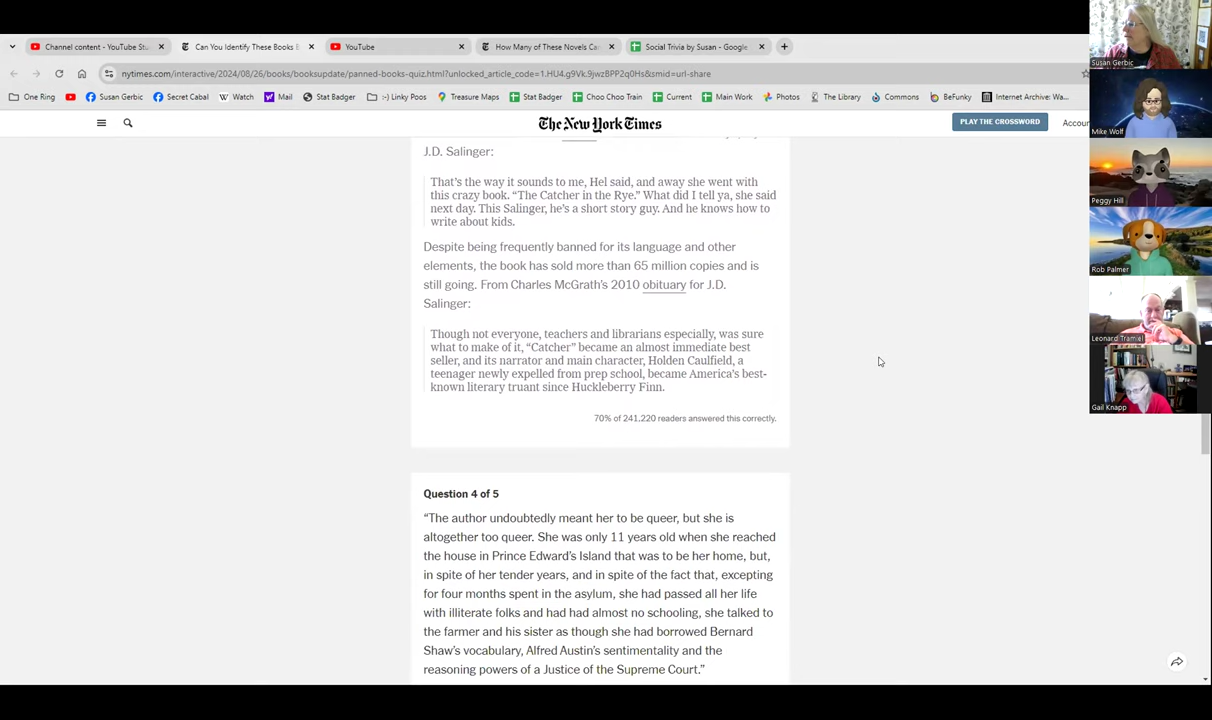 Channel content - YouTube Stu
Can You Identify These Books B
YouTube
How Many of These Novels Ca
Social Trivia by Susan - Google
nytimes.com/interactive/2024/08/26/books/booksupdate/panned-books-quiz.html?unlocked_article_code=1.HU4.g9Vk.9jwzBPP2q0Hs&smid=url-share
One Ring
Susan Gerbic
Secret Cabal
Watch
Mail
Stat Badger
:-) Linky Poos
Treasure Maps
Stat Badger
Choo Choo Train
Current
Main Work
Photos
The Library
Commons
BeFunky
Internet Archive: Wa...
The New York Times
PLAY THE CROSSWORD
Accou
J.D. Salinger:
That's the way it sounds to me, Hel said, and away she went with
this crazy book. “The Catcher in the Rye.” What did I tell ya, she said
next day. This Salinger, he's a short story guy. And he knows how to
write about kids.
Despite being frequently banned for its language and other
elements, the book has sold more than 65 million copies and is
still going. From Charles McGrath's 2010 obituary for J.D.
Salinger:
Though not everyone, teachers and librarians especially, was sure
what to make of it, “Catcher” became an almost immediate best
seller, and its narrator and main character, Holden Caulfield, a
teenager newly expelled from prep school, became America's best-
known literary truant since Huckleberry Finn.
70% of 241,220 readers answered this correctly.
Question 4 of 5
“The author undoubtedly meant her to be queer, but she is
altogether too queer. She was only 11 years old when she reached
the house in Prince Edward's Island that was to be her home, but,
in spite of her tender years, and in spite of the fact that, excepting
for four months spent in the asylum, she had passed all her life
with illiterate folks and had had almost no schooling, she talked to
the farmer and his sister as though she had borrowed Bernard
Shaw's vocabulary, Alfred Austin's sentimentality and the
reasoning powers of a Justice of the Supreme Court.”
Susan Gerbic
Mike Wolf
Peggy Hill
Rob Palmer
Leonard Tramiel
Gail Knapp